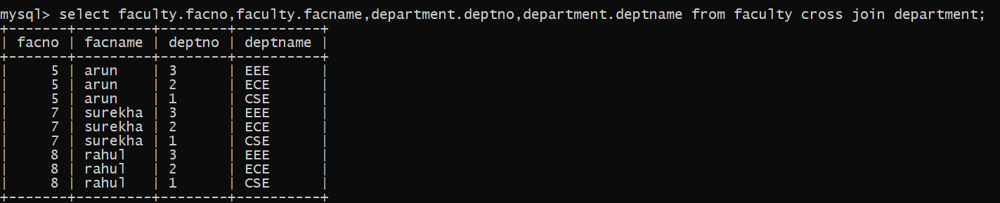 mysql> select faculty.facno,faculty.facname,department.deptno,department.deptname from faculty cross join department;
+-------+---------+--------+----------+
| facno | facname | deptno | deptname |
+-------+---------+--------+----------+
|     5 | arun    | 3      | EEE      |
|     5 | arun    | 2      | ECE      |
|     5 | arun    | 1      | CSE      |
|     7 | surekha | 3      | EEE      |
|     7 | surekha | 2      | ECE      |
|     7 | surekha | 1      | CSE      |
|     8 | rahul   | 3      | EEE      |
|     8 | rahul   | 2      | ECE      |
|     8 | rahul   | 1      | CSE      |
+-------+---------+--------+----------+